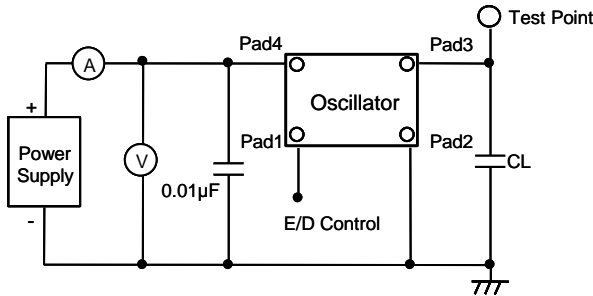 Test Point
Pad4
Pad3
A
Oscillator
+
Power
Supply
V
Pad1
Pad2
CL
0.01µF
E/D Control
-